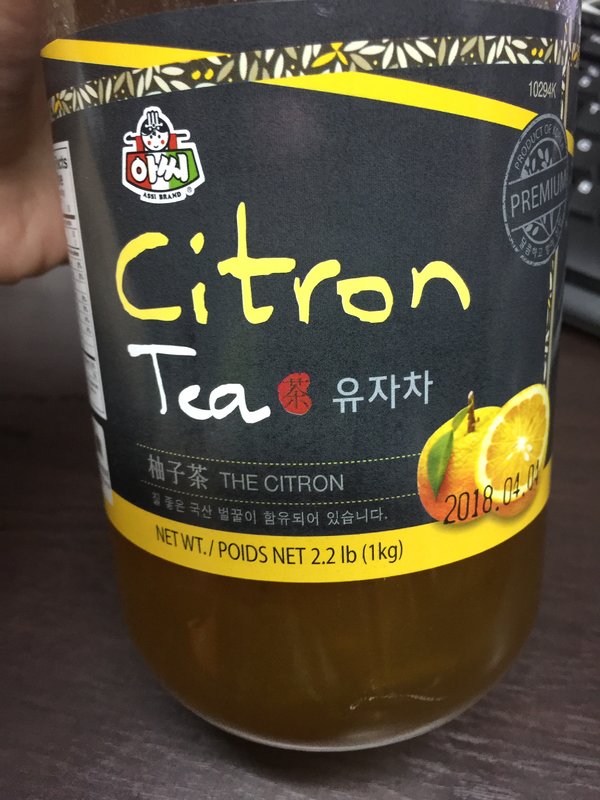 10294K
아씨
ASSI BRAND
®
PRODUCT OF
PREMIUM
Citron
Tea 茶 유자차
柚子茶 THE CITRON
질 좋은 국산 벌꿀이 함유되어 있습니다.
2018.04.04
NET WT. / POIDS NET 2.2 lb (1kg)